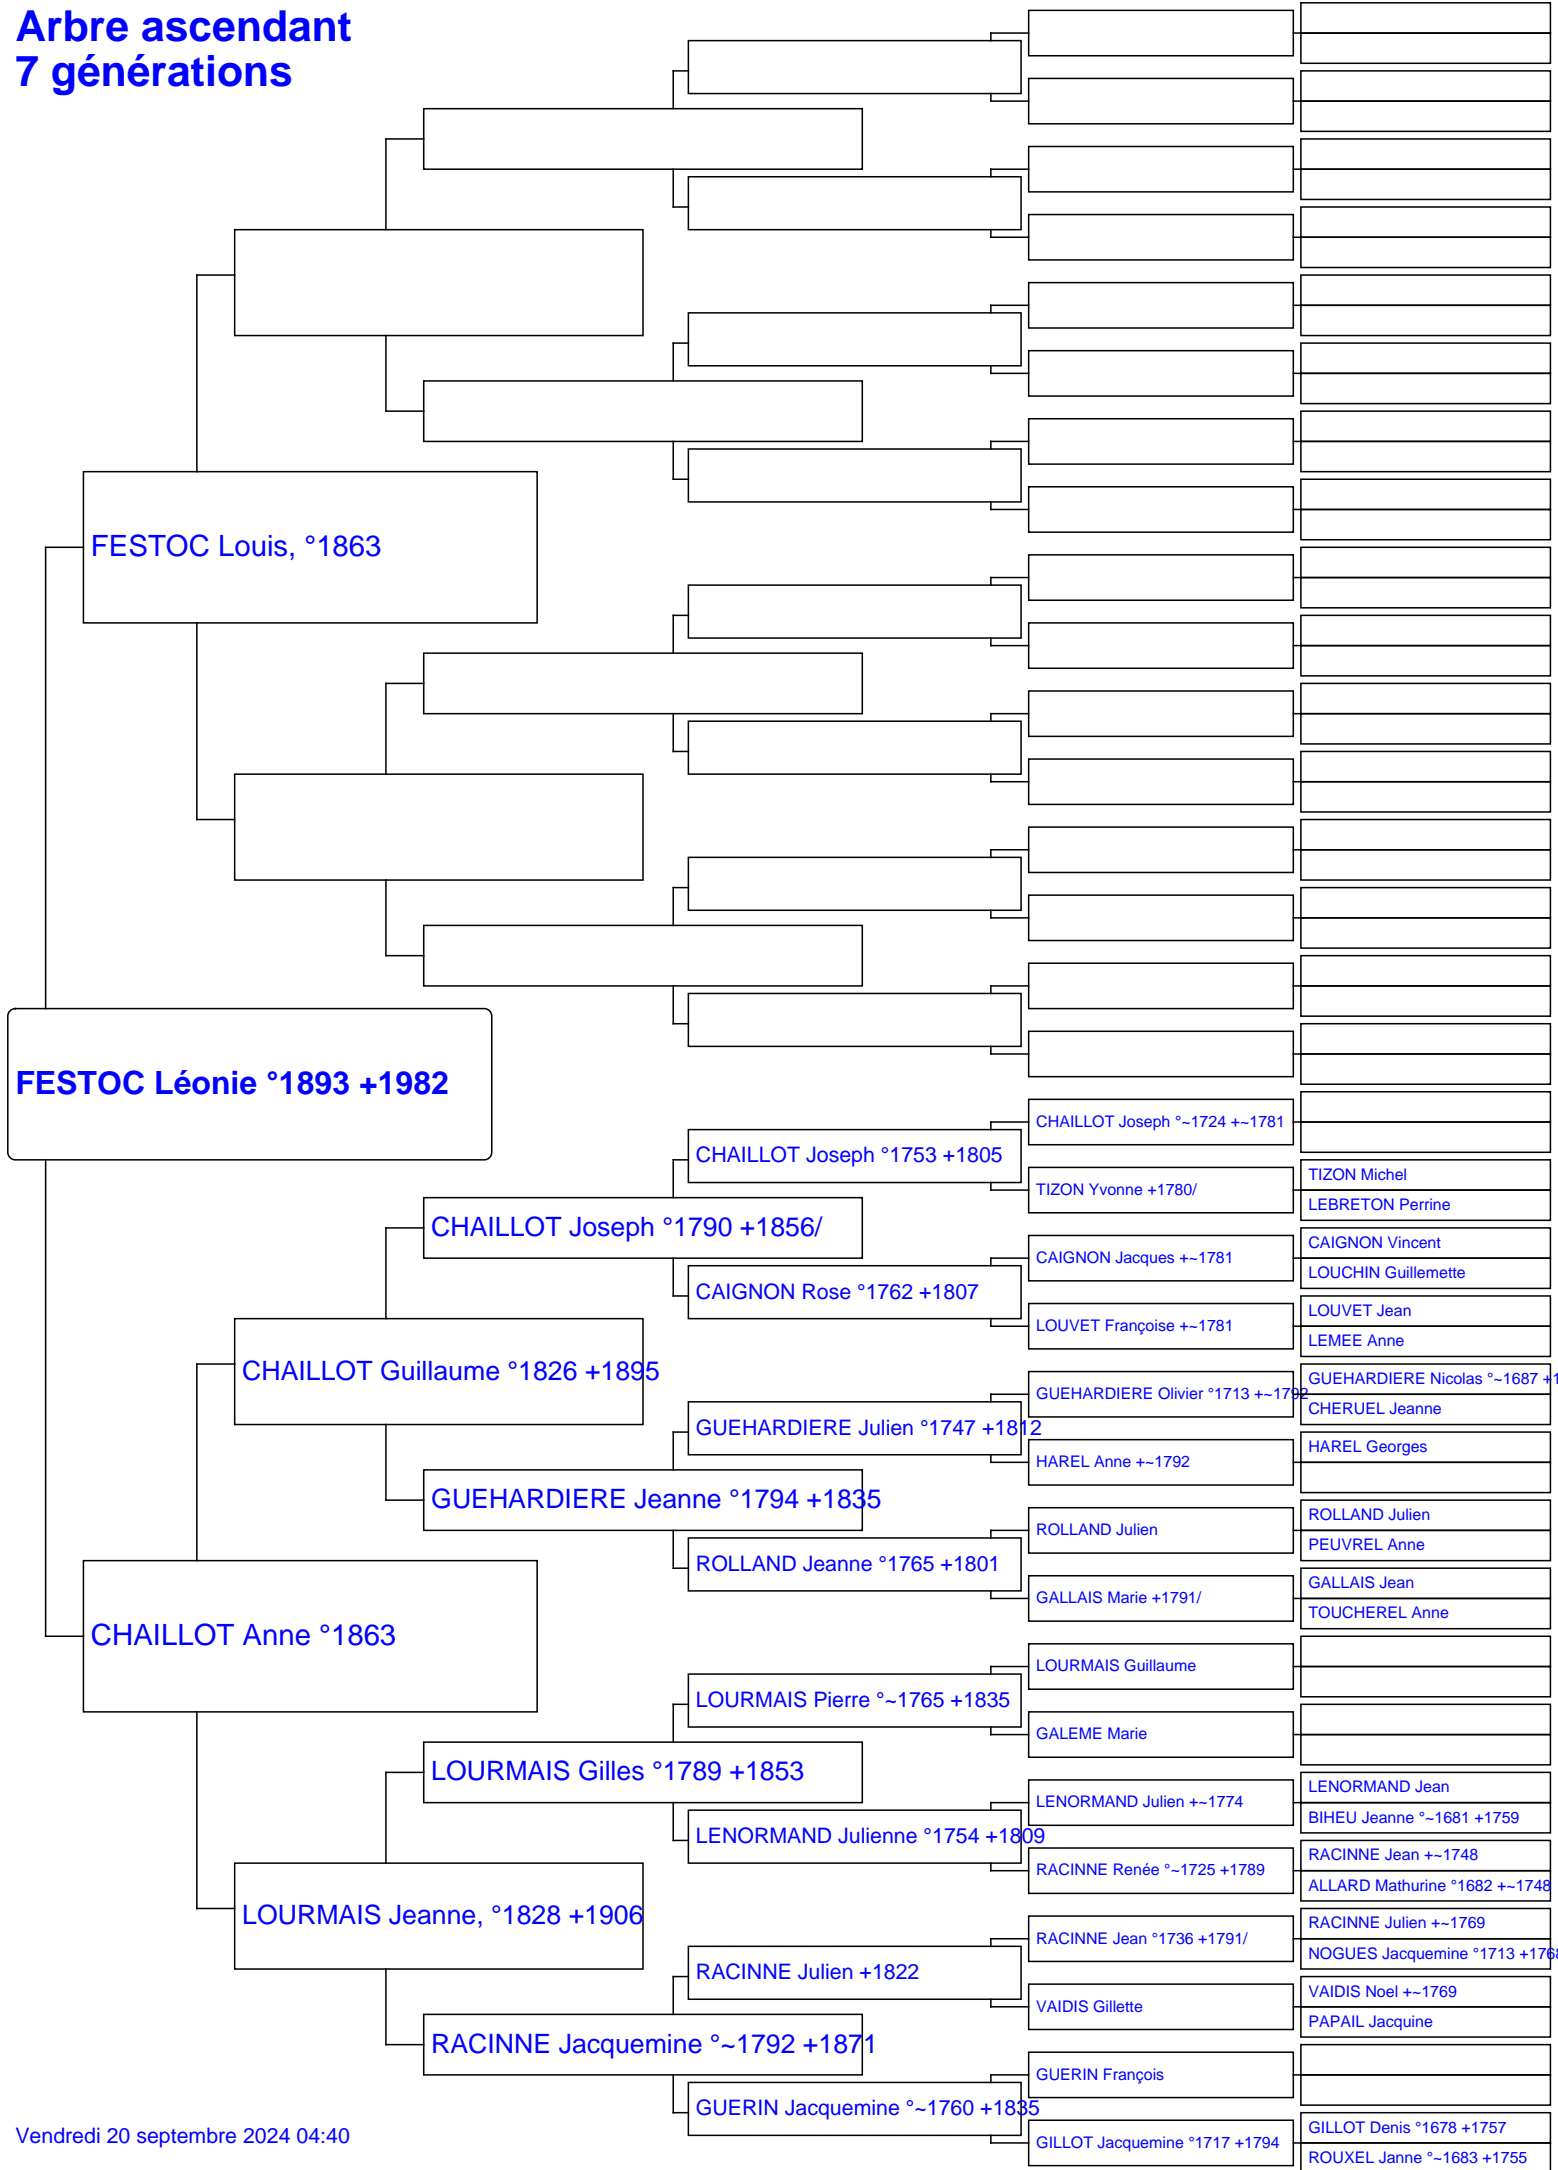 Arbre ascendant
7 générations
FESTOC Louis, °1863
FESTOC Léonie °1893 +1982
CHAILLOT Joseph °~1724 +~1781
CHAILLOT Joseph °1753 +1805
TIZON Michel
TIZON Yvonne +1780/
LEBRETON Perrine
CHAILLOT Joseph °1790 +1856/
CAIGNON Vincent
CAIGNON Jacques +~1781
LOUCHIN Guillemette
CAIGNON Rose °1762 +1807
LOUVET Jean
LOUVET Françoise +~1781
LEMEE Anne
CHAILLOT Guillaume °1826 +1895
GUEHARDIERE Nicolas °~1687 +1
GUEHARDIERE Olivier °1713 +~1792
CHERUEL Jeanne
GUEHARDIERE Julien °1747 +1812
HAREL Georges
HAREL Anne +~1792
GUEHARDIERE Jeanne °1794 +1835
ROLLAND Julien
ROLLAND Julien
PEUVREL Anne
ROLLAND Jeanne °1765 +1801
GALLAIS Jean
GALLAIS Marie +1791/
TOUCHEREL Anne
CHAILLOT Anne °1863
LOURMAIS Guillaume
LOURMAIS Pierre °~1765 +1835
GALEME Marie
LOURMAIS Gilles °1789 +1853
LENORMAND Jean
LENORMAND Julien +~1774
BIHEU Jeanne °~1681 +1759
LENORMAND Julienne °1754 +1809
RACINNE Jean +~1748
RACINNE Renée °~1725 +1789
ALLARD Mathurine °1682 +~1748
LOURMAIS Jeanne, °1828 +1906
RACINNE Julien +~1769
RACINNE Jean °1736 +1791/
NOGUES Jacquemine °1713 +1768
RACINNE Julien +1822
VAIDIS Noel +~1769
VAIDIS Gillette
PAPAIL Jacquine
RACINNE Jacquemine °~1792 +1871
GUERIN François
GUERIN Jacquemine °~1760 +1835
GILLOT Denis °1678 +1757
GILLOT Jacquemine °1717 +1794
ROUXEL Janne °~1683 +1755
Vendredi 20 septembre 2024 04:40